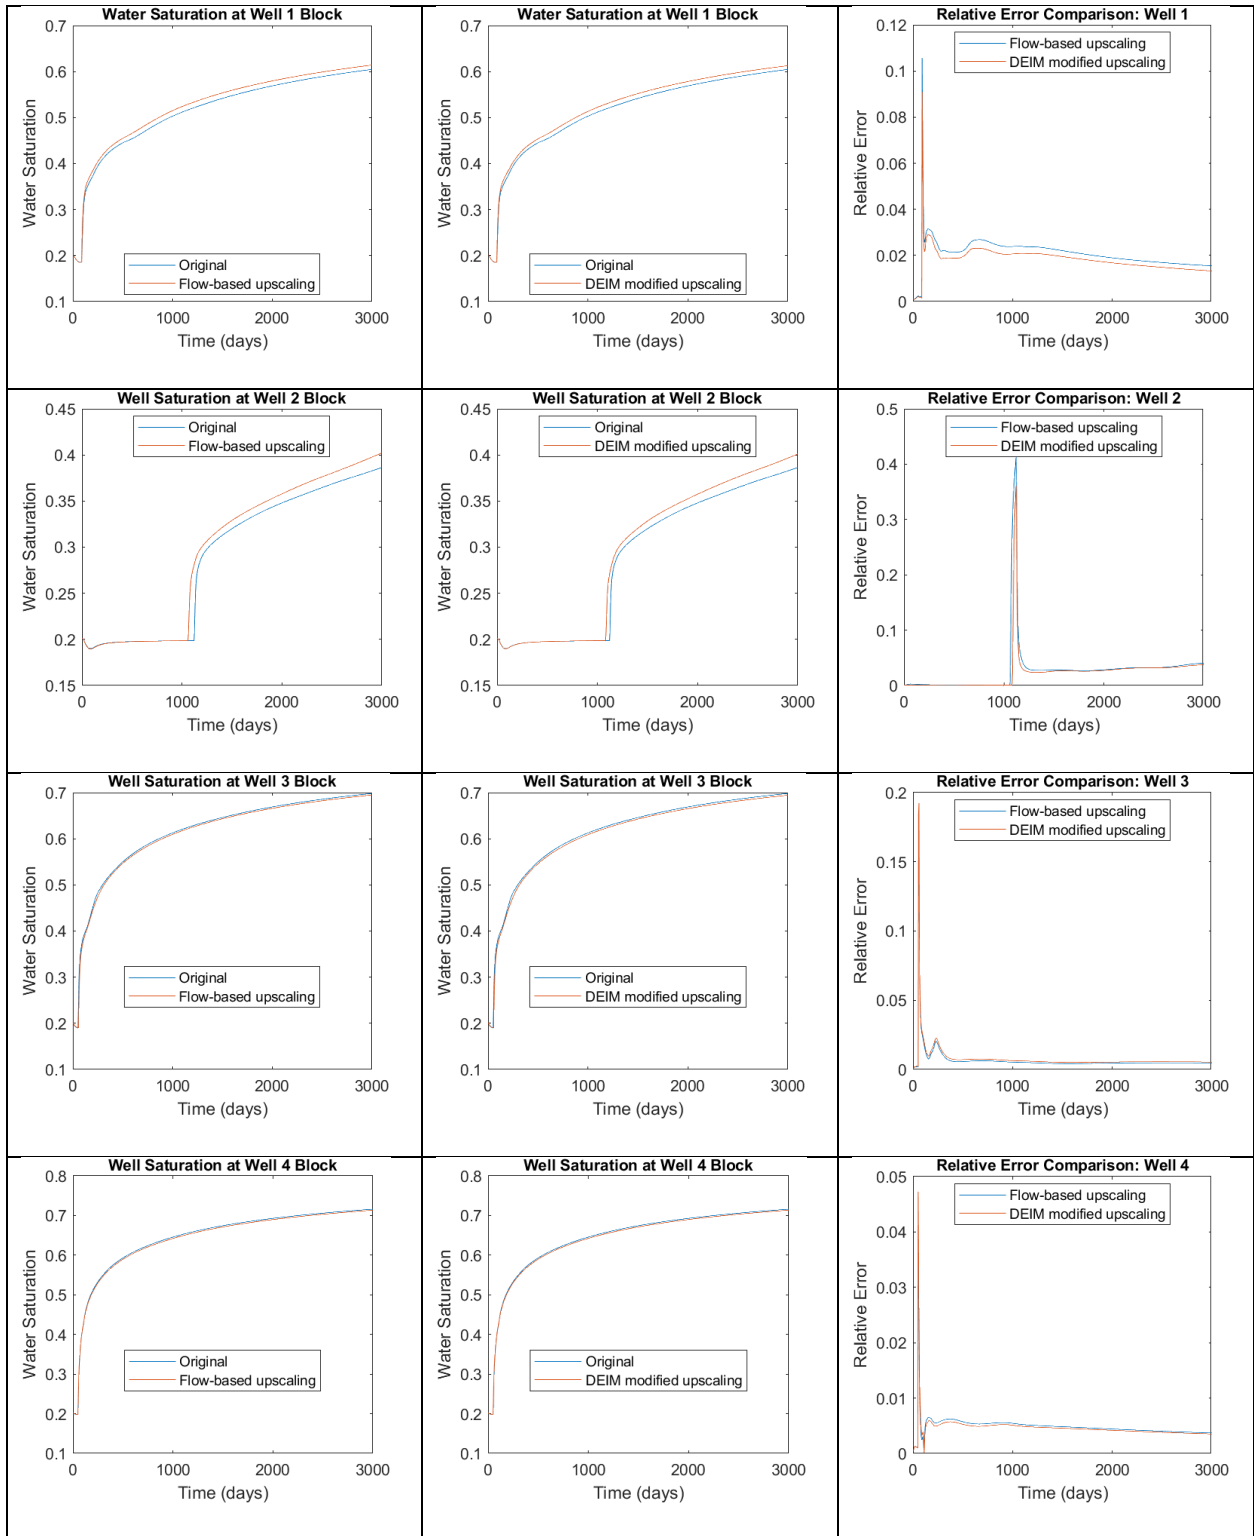 Water Saturation at Well 1 Block
0.7
0.6
0.5
0.4
0.3
0.2
0.1
Water Saturation
Original
Flow-based upscaling
0 1000 2000 3000
Time (days)
Water Saturation at Well 1 Block
0.7
0.6
0.5
0.4
0.3
0.2
0.1
Water Saturation
Original
DEIM modified upscaling
0 1000 2000 3000
Time (days)
Relative Error Comparison: Well 1
0.12
0.1
0.08
0.06
0.04
0.02
0
Relative Error
Flow-based upscaling
DEIM modified upscaling
0 1000 2000 3000
Time (days)
Well Saturation at Well 2 Block
0.45
0.4
0.35
0.3
0.25
0.2
0.15
Water Saturation
Original
Flow-based upscaling
0 1000 2000 3000
Time (days)
Well Saturation at Well 2 Block
0.45
0.4
0.35
0.3
0.25
0.2
0.15
Water Saturation
Original
DEIM modified upscaling
0 1000 2000 3000
Time (days)
Relative Error Comparison: Well 2
0.5
0.4
0.3
0.2
0.1
0
Relative Error
Flow-based upscaling
DEIM modified upscaling
0 1000 2000 3000
Time (days)
Well Saturation at Well 3 Block
0.7
0.6
0.5
0.4
0.3
0.2
0.1
Water Saturation
Original
Flow-based upscaling
0 1000 2000 3000
Time (days)
Well Saturation at Well 3 Block
0.7
0.6
0.5
0.4
0.3
0.2
0.1
Water Saturation
Original
DEIM modified upscaling
0 1000 2000 3000
Time (days)
Relative Error Comparison: Well 3
0.2
0.15
0.1
0.05
0
Relative Error
Flow-based upscaling
DEIM modified upscaling
0 1000 2000 3000
Time (days)
Well Saturation at Well 4 Block
0.8
0.7
0.6
0.5
0.4
0.3
0.2
0.1
Water Saturation
Original
Flow-based upscaling
0 1000 2000 3000
Time (days)
Well Saturation at Well 4 Block
0.8
0.7
0.6
0.5
0.4
0.3
0.2
0.1
Water Saturation
Original
DEIM modified upscaling
0 1000 2000 3000
Time (days)
Relative Error Comparison: Well 4
0.05
0.04
0.03
0.02
0.01
0
Relative Error
Flow-based upscaling
DEIM modified upscaling
0 1000 2000 3000
Time (days)